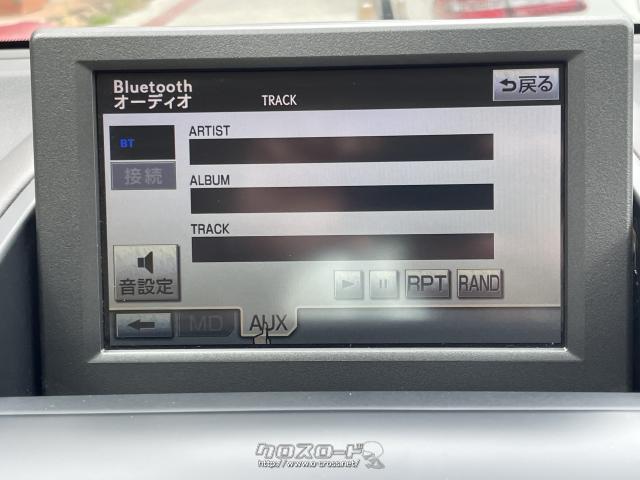 Bluetooth
オーディオ
TRACK
戻る
ARTIST
BT
接続
ALBUM
TRACK
音設定
RPT
RAND
MD
AUX
クロスロード
http://www.o-cross.net/